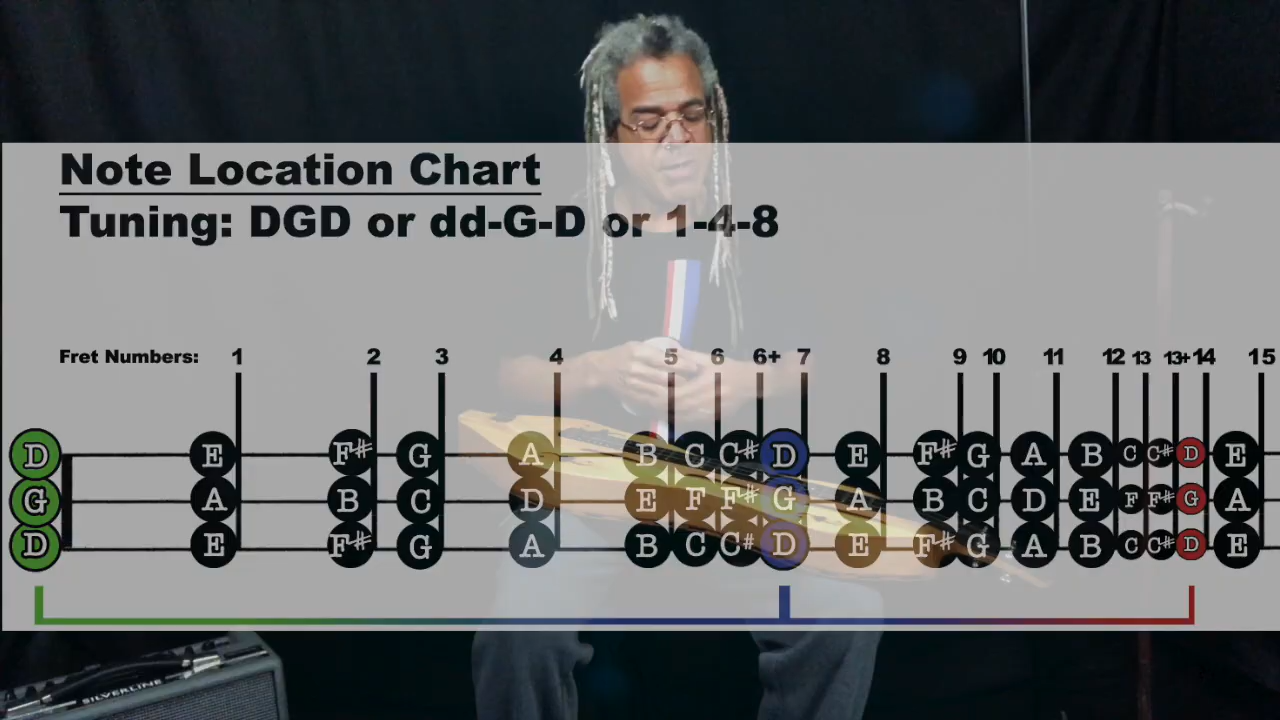 Note Location Chart
Tuning: DGD or dd-G-D or 1-4-8
Fret Numbers: 1 2 3 4 5 6 6+ 7 8 9 10 11 12 13 13+ 14 15
D E F# G A B C C# D E F# G A B C C# D E
G A B C D E F F# G A B C D E F F# G A
D E F# G A B C C# D E F# G A B C C# D E
SILVERLINE